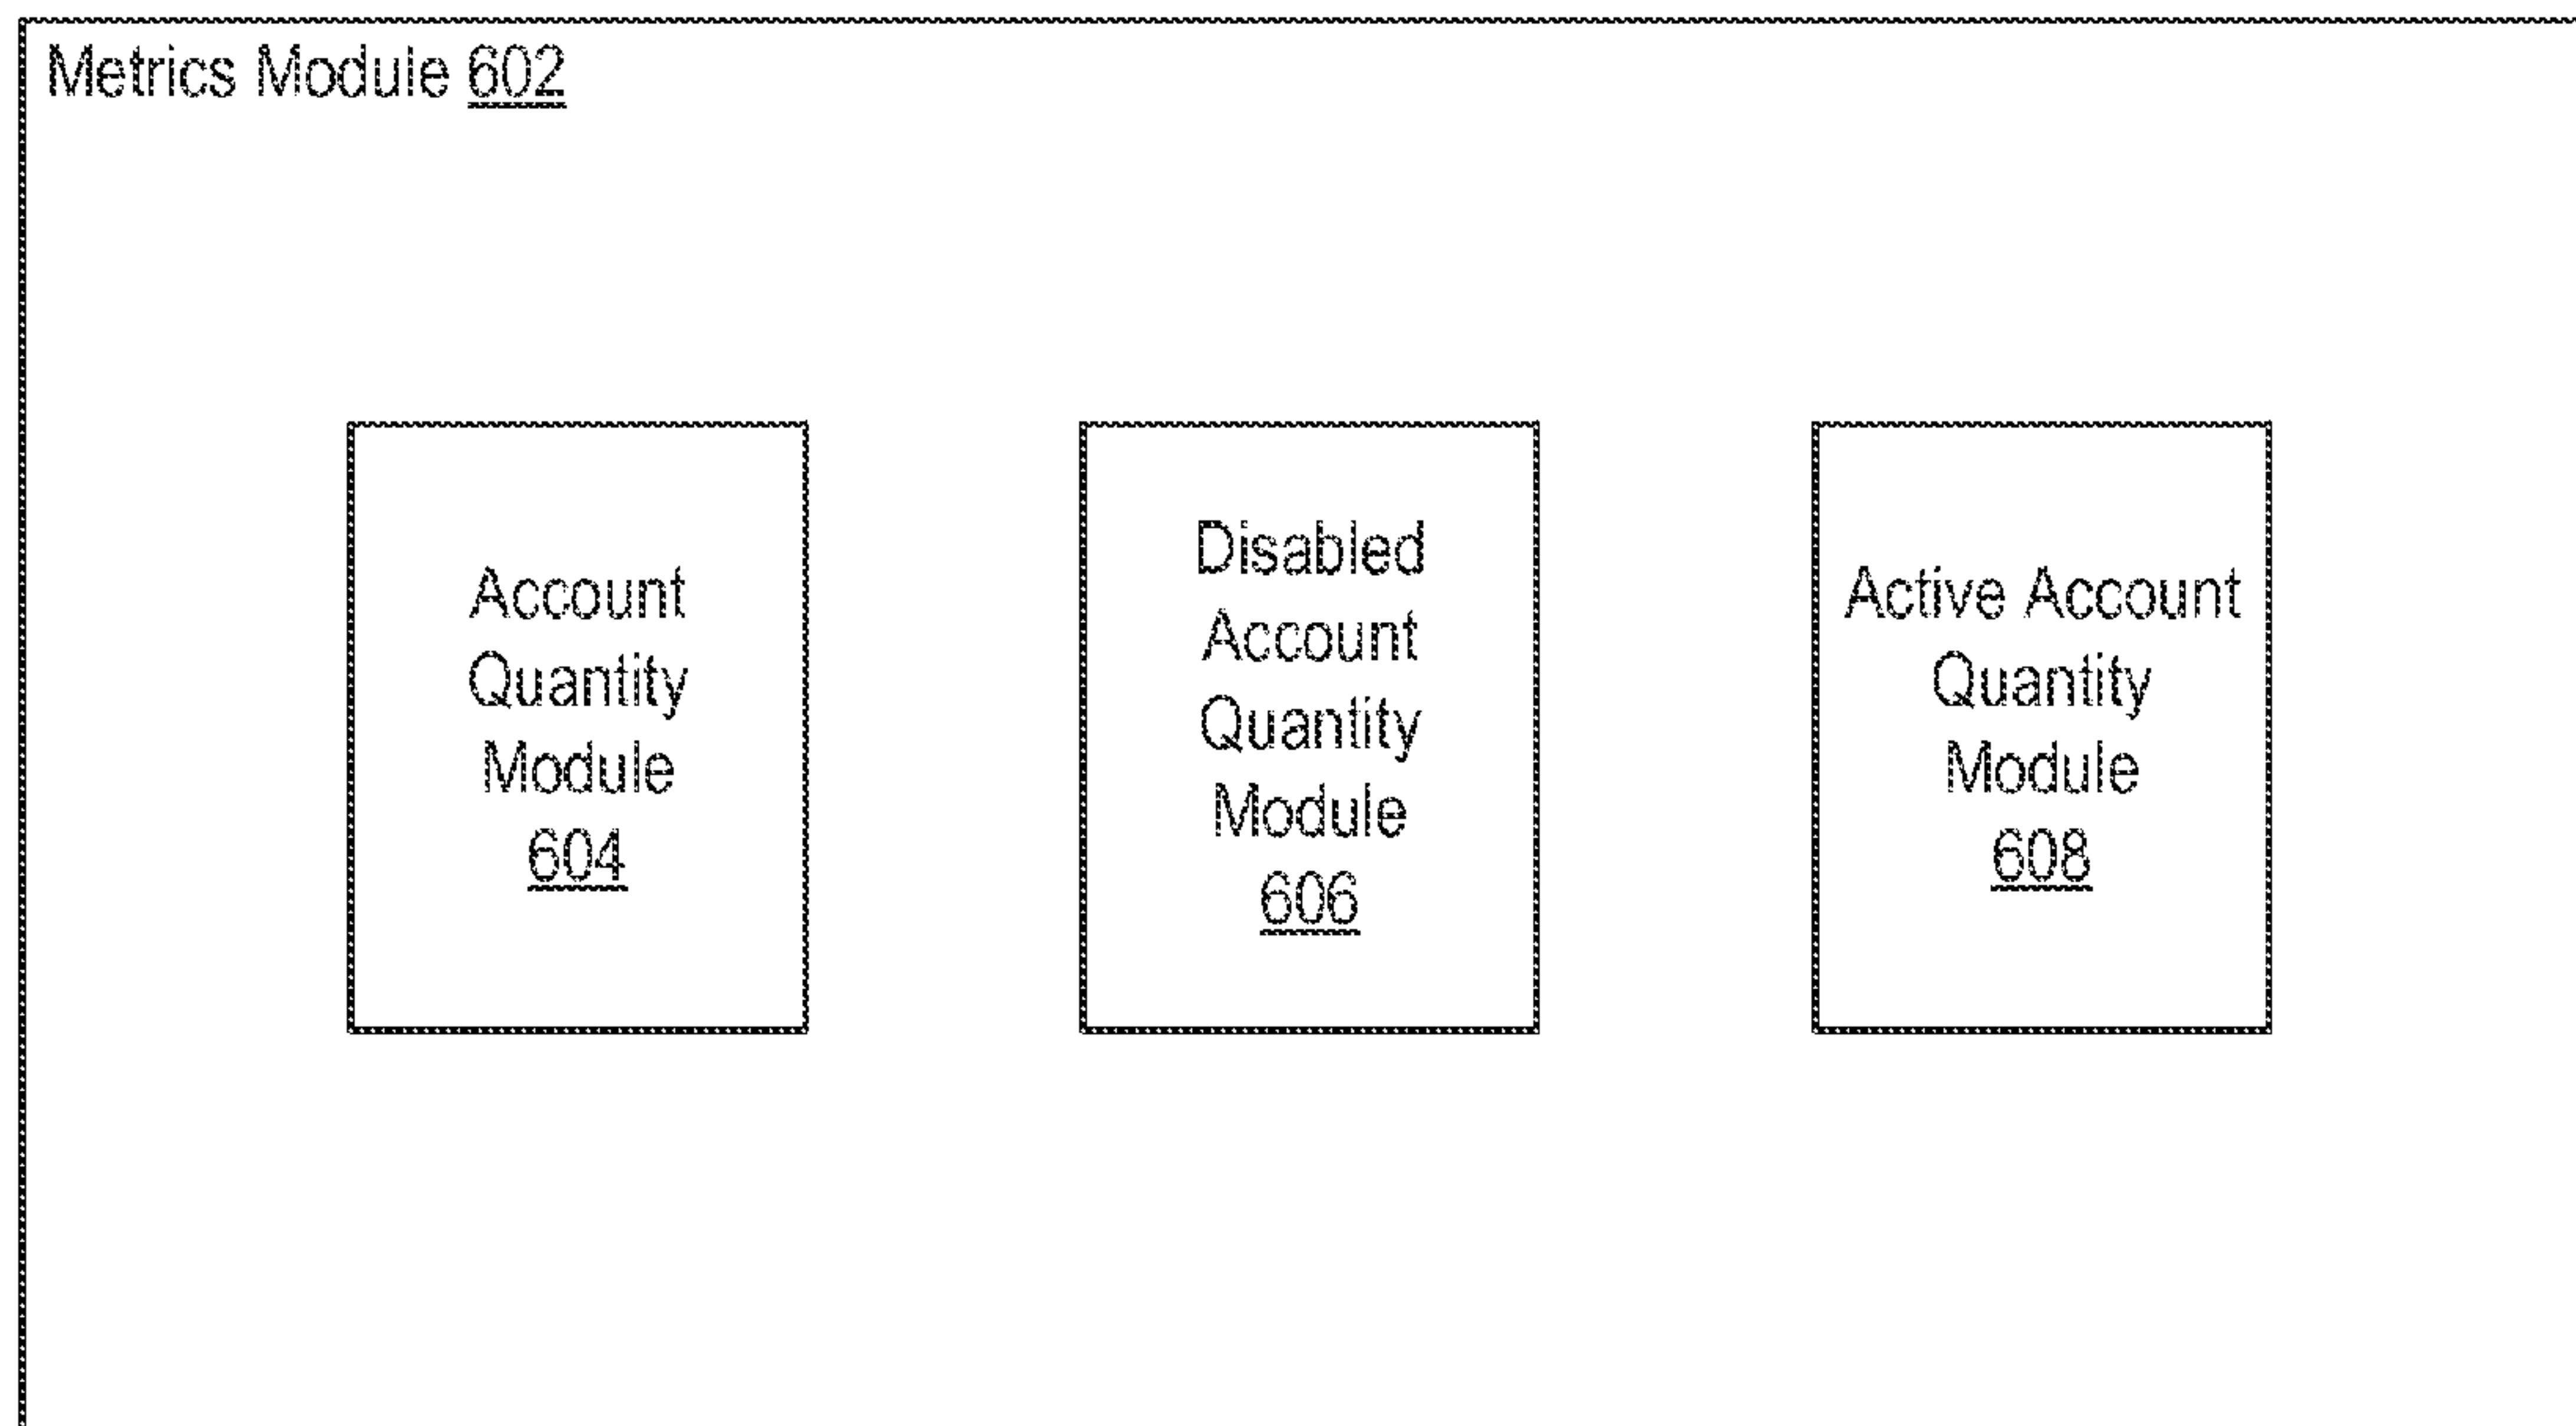 Metrics Module 602
Account
Quantity
Module
604
Disabled
Account
Quantity
Module
606
Active Account
Quantity
Module
608